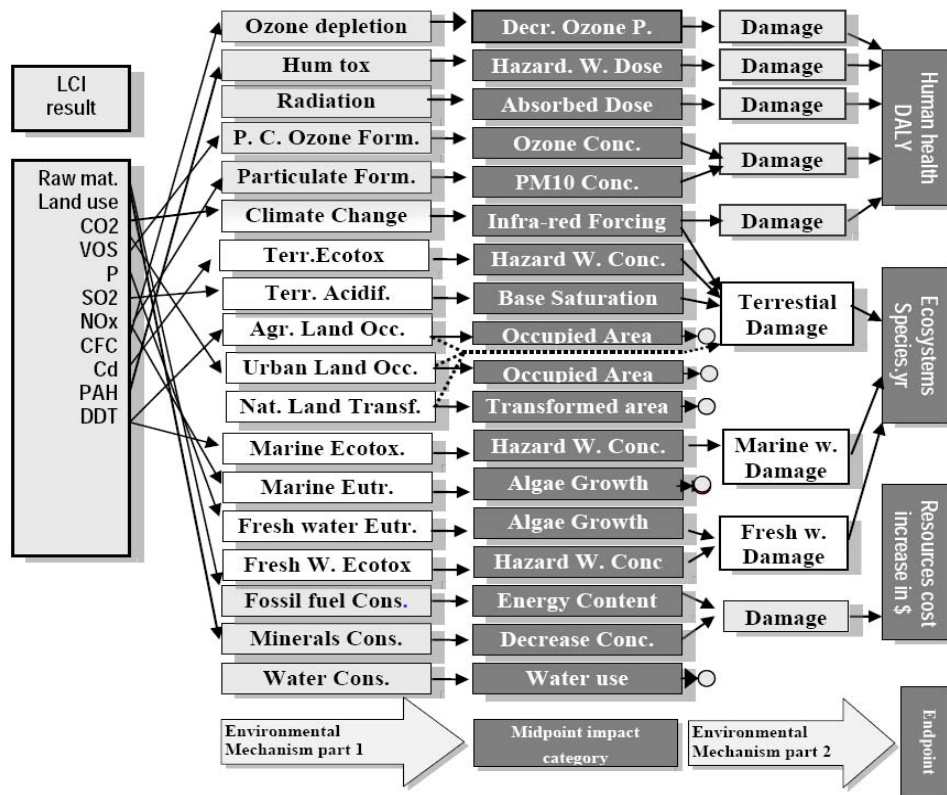 LCI
result
Raw mat.
Land use
CO2
VOS
P
SO2
NOx
CFC
Cd
PAH
DDT
Ozone depletion
Hum tox
Radiation
P. C. Ozone Form.
Particulate Form.
Climate Change
Terr.Ecotox
Terr. Acidif.
Agr. Land Occ.
Urban Land Occ.
Nat. Land Transf.
Marine Ecotox.
Marine Eutr.
Fresh water Eutr.
Fresh W. Ecotox
Fossil fuel Cons.
Minerals Cons.
Water Cons.
Decr. Ozone P.
Hazard. W. Dose
Absorbed Dose
Ozone Conc.
PM10 Conc.
Infra-red Forcing
Hazard W. Conc.
Base Saturation
Occupied Area
Occupied Area
Transformed area
Hazard W. Conc.
Algae Growth
Algae Growth
Hazard W. Conc
Energy Content
Decrease Conc.
Water use
Damage
Damage
Damage
Damage
Damage
Terrestial
Damage
Marine w.
Damage
Fresh w.
Damage
Damage
Human health
DALY
Ecosystems
Species.yr
Resources cost
increase in $
Environmental
Mechanism part 1
Midpoint impact
category
Environmental
Mechanism part 2
Endpoint